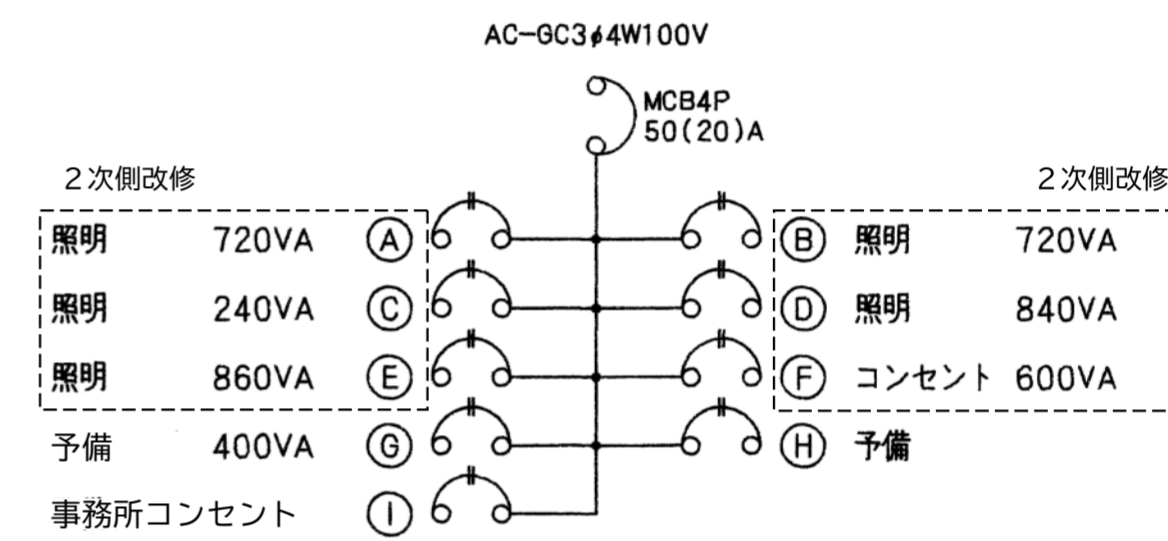 AC-GC3φ4W100V
MCB4P
50(20)A
2次側改修
2次側改修
照明 720VA Ⓐ
Ⓑ 照明 720VA
照明 240VA Ⓒ
Ⓓ 照明 840VA
照明 860VA Ⓔ
Ⓕ コンセント 600VA
予備 400VA Ⓖ
Ⓗ 予備
事務所コンセント Ⓘ